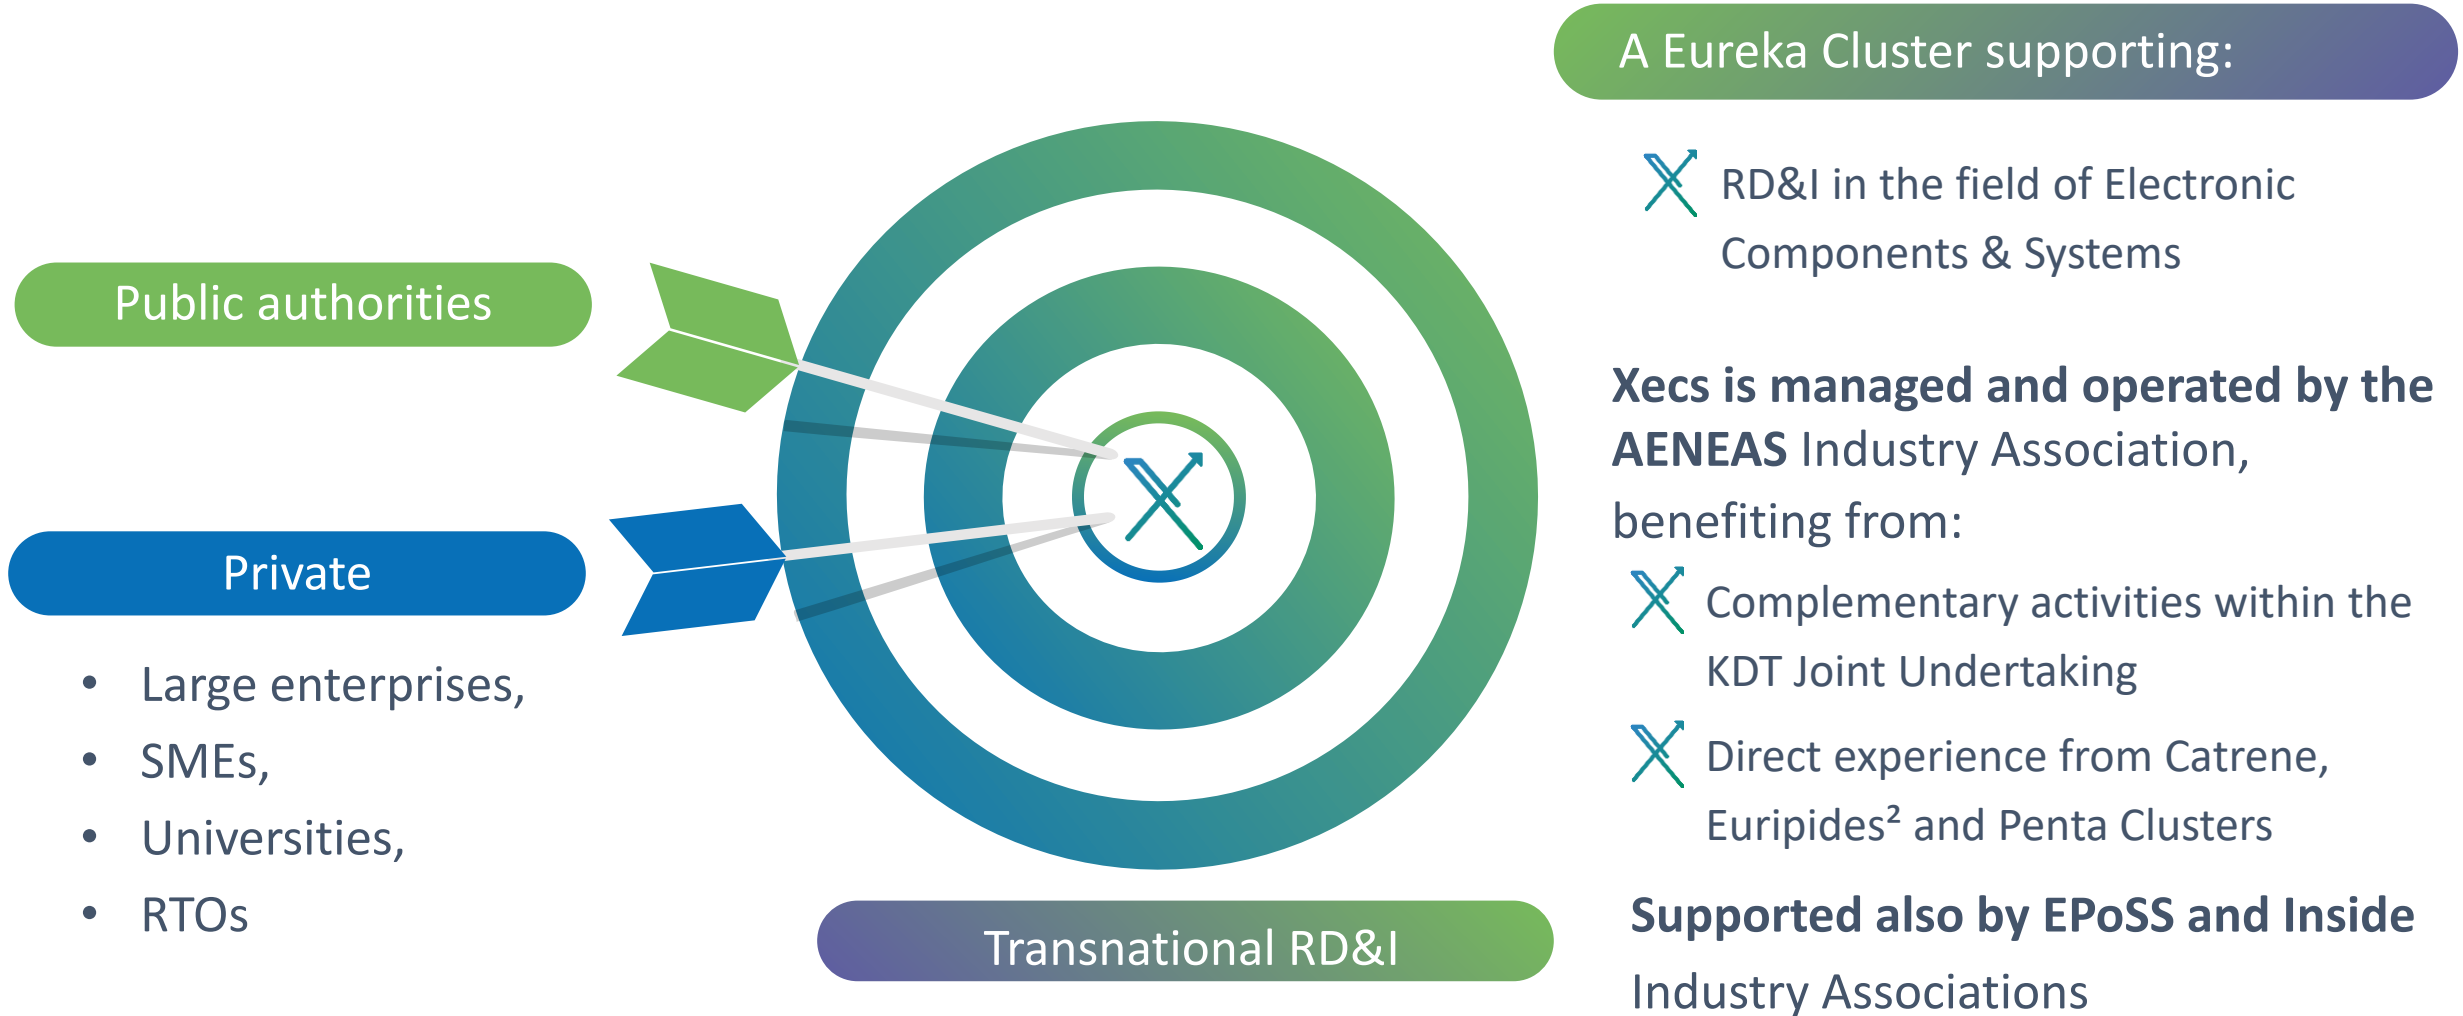 Public authorities
Private
• Large enterprises,
• SMEs,
• Universities,
• RTOs
Transnational RD&I
A Eureka Cluster supporting:
RD&I in the field of Electronic
Components & Systems
Xecs is managed and operated by the
AENEAS Industry Association,
benefiting from:
Complementary activities within the
KDT Joint Undertaking
Direct experience from Catrene,
Euripides² and Penta Clusters
Supported also by EPoSS and Inside
Industry Associations